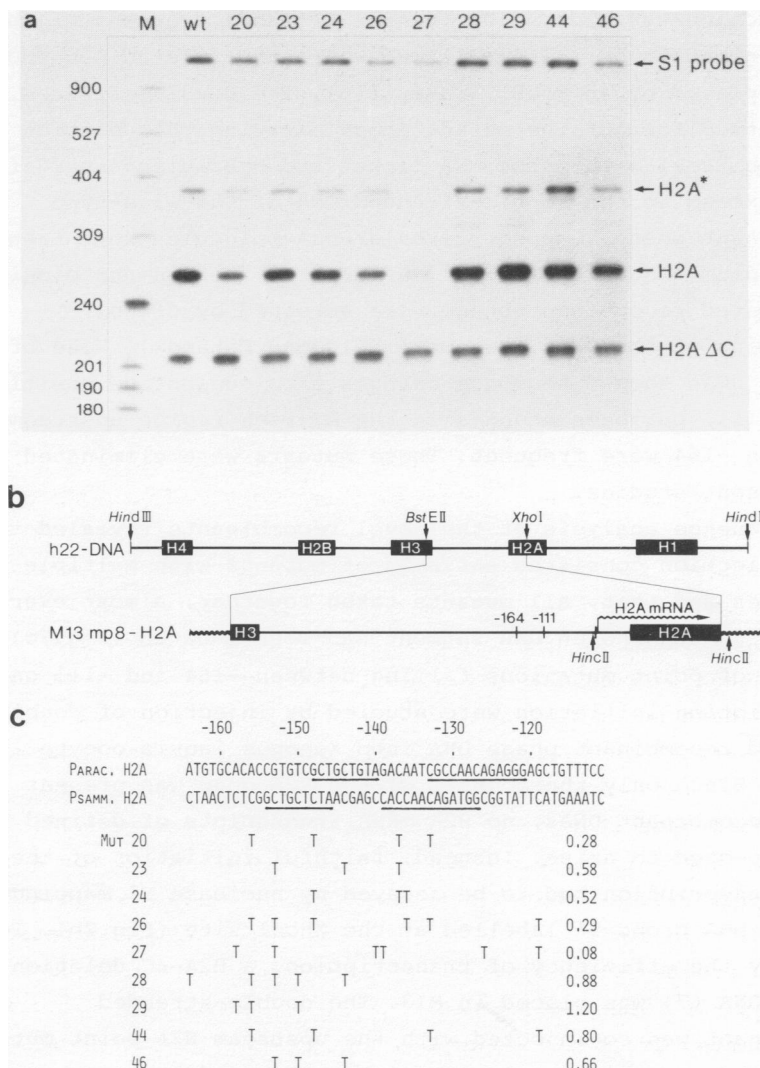 a
M wt 20 23 24 26 27 28 29 44 46
S1 probe
900
527
404
H2A*
309
H2A
240
H2A ΔC
201
190
180
b
HindIII BstEII XhoI HindI
h22-DNA H4 H2B H3 H2A H1
-164 -111 H2A mRNA
M13 mp8-H2A H3 H2A
HincII HincII
c
-160 -150 -140 -130 -120
PARAC. H2A ATGTGCACACCGTGTCGCTGCTGTAGACAATCGCCAACAGAGGGAGCTGTTTCC
PSAMM. H2A CTAACTCTCGGCTGCTCTAACGAGCCACCAACAGATGGCGGTATTCATGAAATC
MUT 20 T T T T 0.28
23 T T T 0.58
24 T TT 0.52
26 T T T T T 0.29
27 T T TT T T 0.08
28 T T T T T 0.88
29 T T 1.20
44 T T T T 0.80
46 T T T 0.66